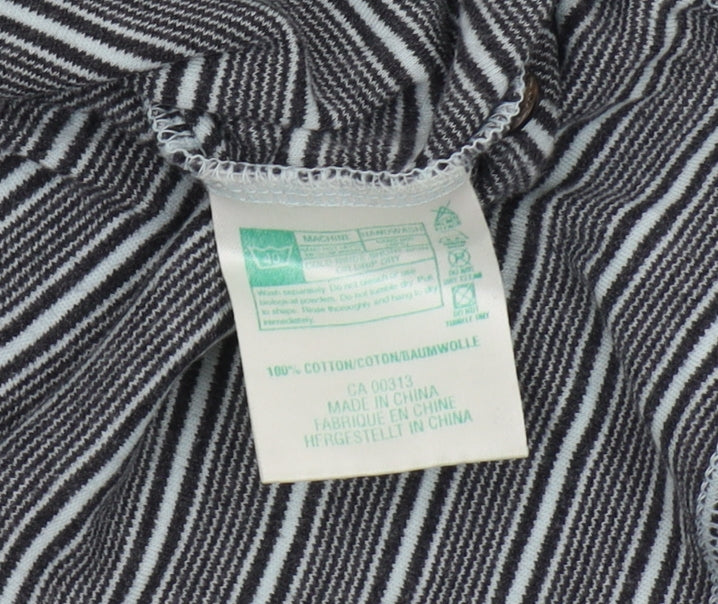 40
MACHINE HANDWASH
OR DRIP DRY
Wash separately. Do not bleach or use
biological powders. Do not tumble dry. Pull
to shape. Rinse thoroughly and hang to dry
immediately.
DO NOT
DO NOT
TUMBLE DRY
100% COTTON/COTON/BAUMWOLLE
CA 00313
MADE IN CHINA
FABRIQUE EN CHINE
HERGESTELLT IN CHINA